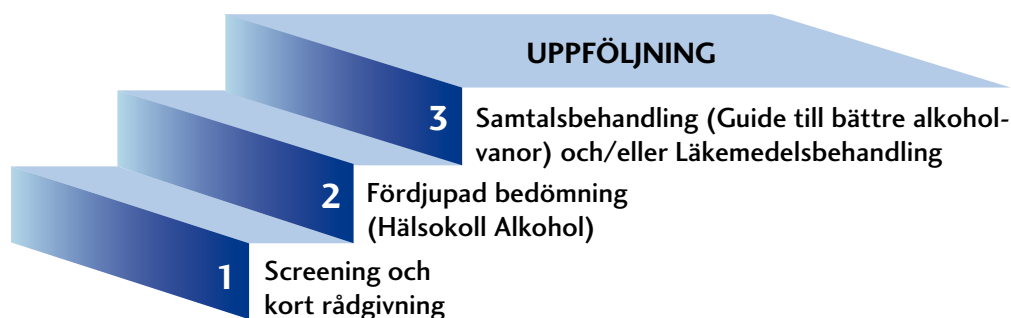 UPPFÖLJNING
3
Samtalsbehandling (Guide till bättre alkohol-
vanor) och/eller Läkemedelsbehandling
2
Fördjupad bedömning
(Hälsokoll Alkohol)
1
Screening och
kort rådgivning